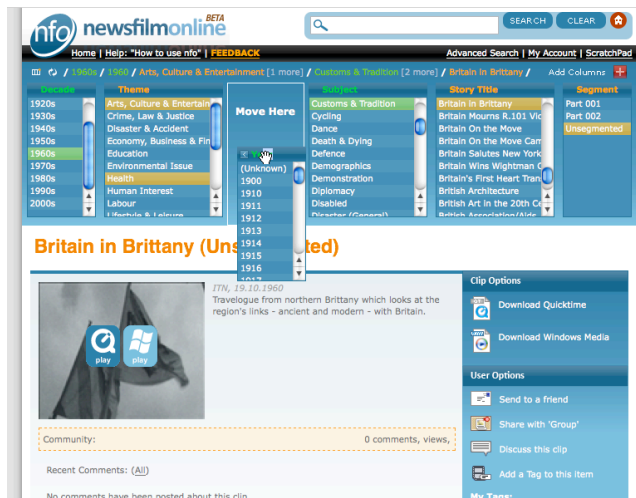 nfo newsfilmonline BETA
SEARCH CLEAR
Home | Help: "How to use nfo" | FEEDBACK
Advanced Search | My Account | ScratchPad
/ 1960s / 1960 / Arts, Culture & Entertainment [1 more] / Customs & Tradition [2 more] / Britain in Brittany / Add Columns
Decade
1920s
1930s
1940s
1950s
1960s
1970s
1980s
1990s
2000s
Theme
Arts, Culture & Entertain
Crime, Law & Justice
Disaster & Accident
Economy, Business & Fin
Education
Environmental Issue
Health
Human Interest
Labour
Lifestyle & Leisure
Move Here
(Unknown)
1900
1910
1911
1912
1913
1914
1915
1916
1917
Subject
Customs & Tradition
Cycling
Dance
Death & Dying
Defence
Demographics
Demonstration
Diplomacy
Disabled
Disaster (General)
Story Title
Britain in Brittany
Britain Mourns R.101 Vic
Britain On the Move
Britain On the Move
Britain Salutes New York
Britain Wins Wightman C
Britain's First Heart Tran
British Architecture
British Art in the 20th Ce
British Association/Aids
Segment
Part 001
Part 002
Unsegmented
Britain in Brittany (Uns ted)
ITN, 19.10.1960
Travelogue from northern Brittany which looks at the
region's links - ancient and modern - with Britain.
play play
Community: 0 comments, views,
Recent Comments: (All)
No comments have been posted about this clip
Clip Options
Download Quicktime
Download Windows Media
User Options
Send to a friend
Share with 'Group'
Discuss this clip
Add a Tag to this item
My Tags: